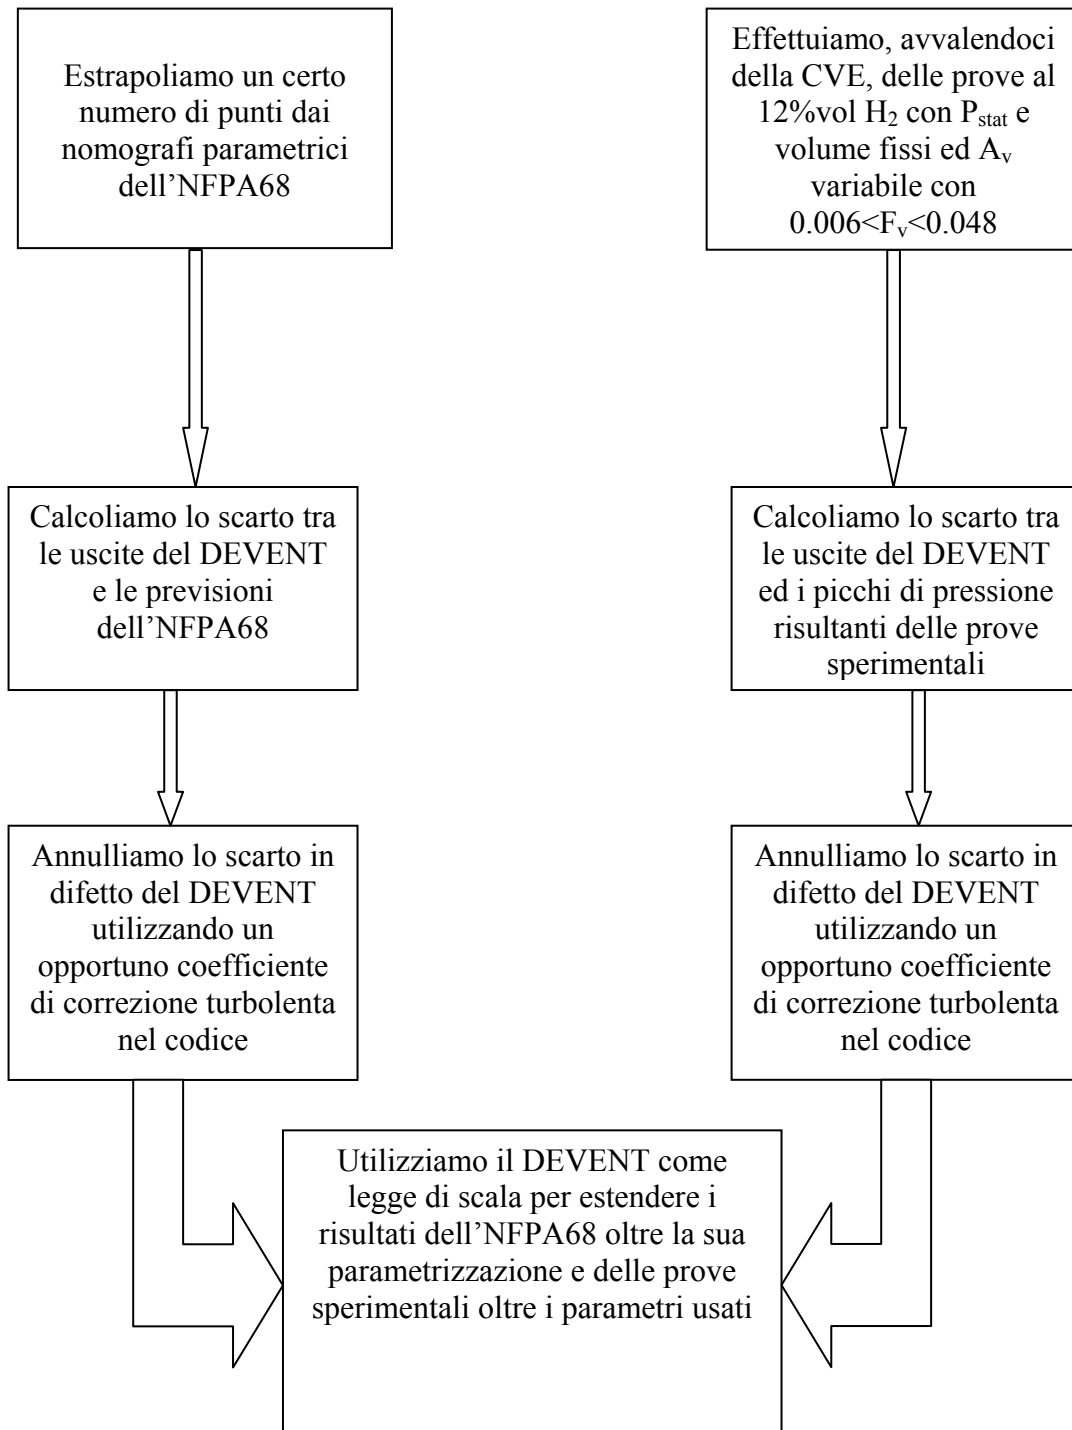 Estrapoliamo un certo
numero di punti dai
nomografi parametrici
dell’NFPA68
Effettuiamo, avvalendoci
della CVE, delle prove al
12%vol H₂ con Pstat e
volume fissi ed Aᵥ
variabile con
0.006<Fᵥ<0.048
Calcoliamo lo scarto tra
le uscite del DEVENT
e le previsioni
dell’NFPA68
Calcoliamo lo scarto tra
le uscite del DEVENT
ed i picchi di pressione
risultanti delle prove
sperimentali
Annulliamo lo scarto in
difetto del DEVENT
utilizzando un
opportuno coefficiente
di correzione turbolenta
nel codice
Annulliamo lo scarto in
difetto del DEVENT
utilizzando un
opportuno coefficiente
di correzione turbolenta
nel codice
Utilizziamo il DEVENT come
legge di scala per estendere i
risultati dell’NFPA68 oltre la sua
parametrizzazione e delle prove
sperimentali oltre i parametri usati